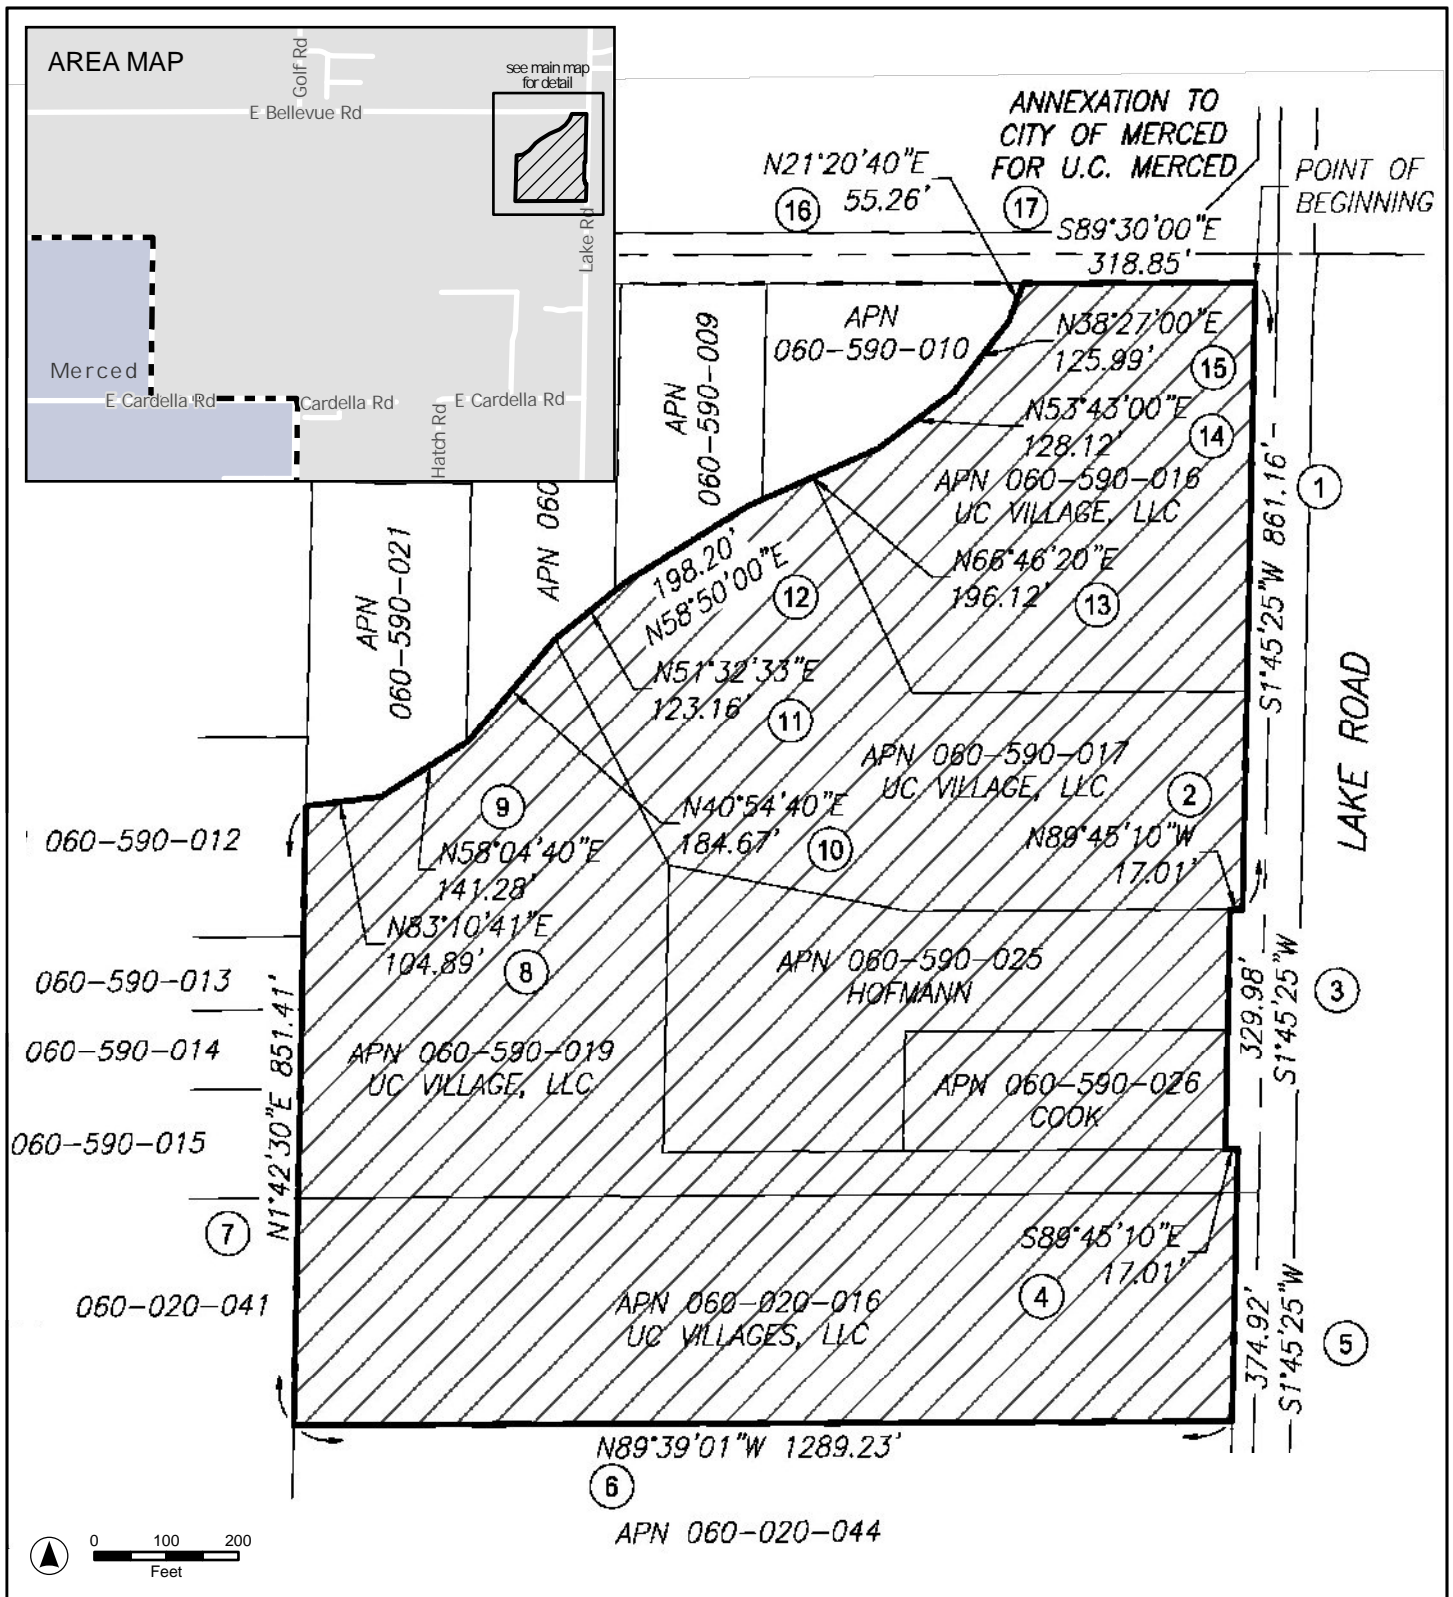 AREA MAP
Golf Rd
see main map
for detail
E Bellevue Rd
Lake Rd
Merced
E Cardella Rd
Cardella Rd
E Cardella Rd
Hatch Rd
ANNEXATION TO
CITY OF MERCED
FOR U.C. MERCED
N21°20'40"E
55.26'
16
17
POINT OF
BEGINNING
S89°30'00"E
318.85'
APN
060-590-010
APN
060-590-009
N38°27'00"E
125.99'
15
N53°43'00"E
128.12'
14
APN 060-590-016
UC VILLAGE, LLC
S1°45'25"W 861.16'
1
APN 060
APN
060-590-021
198.20'
N58°50'00"E
12
N66°46'20"E
196.12'
13
N51°32'33"E
123.16'
11
LAKE ROAD
APN 060-590-017
UC VILLAGE, LLC
2
N89°45'10"W
17.01'
9
N58°04'40"E
141.28'
N40°54'40"E
184.67'
10
060-590-012
N83°10'41"E
104.89'
8
APN 060-590-025
HOFMANN
329.98'
S1°45'25"W
3
060-590-013
060-590-014
060-590-015
N1°42'30"E 851.41'
7
APN 060-590-019
UC VILLAGE, LLC
APN 060-590-026
COOK
S89°45'10"E
17.01'
4
060-020-041
APN 060-020-016
UC VILLAGES, LLC
374.92'
S1°45'25"W
5
N89°39'01"W 1289.23'
6
APN 060-020-044
0 100 200
Feet